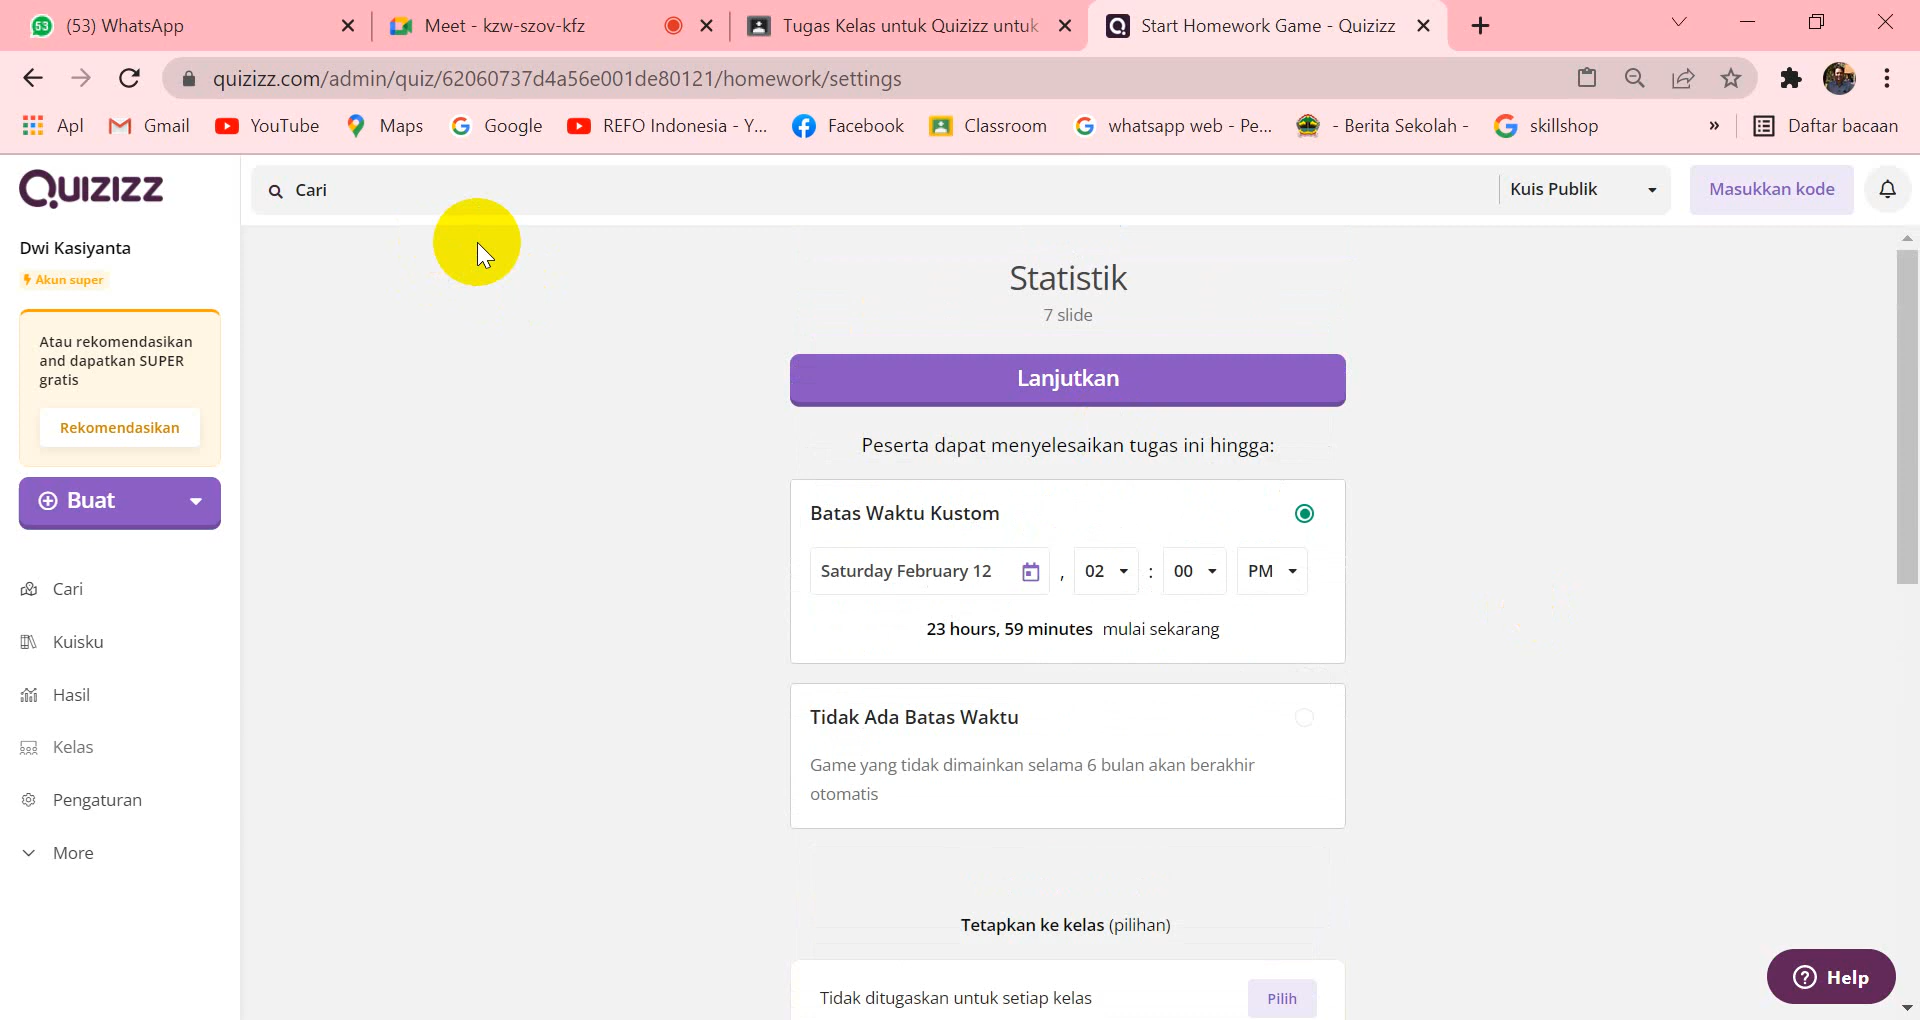 53 (53) WhatsApp
Meet - kzw-szov-kfz
Tugas Kelas untuk Quizizz untuk
Start Homework Game - Quizizz
quizizz.com/admin/quiz/62060737d4a56e001de80121/homework/settings
Apl Gmail YouTube Maps Google REFO Indonesia - Y... Facebook Classroom whatsapp web - Pe... - Berita Sekolah - skillshop » Daftar bacaan
Quizizz
Cari
Kuis Publik
Masukkan kode
Dwi Kasiyanta
Akun super
Atau rekomendasikan
and dapatkan SUPER
gratis
Rekomendasikan
Buat
Cari
Kuisku
Hasil
Kelas
Pengaturan
More
Statistik
7 slide
Lanjutkan
Peserta dapat menyelesaikan tugas ini hingga:
Batas Waktu Kustom
Saturday February 12 , 02 : 00 PM
23 hours, 59 minutes mulai sekarang
Tidak Ada Batas Waktu
Game yang tidak dimainkan selama 6 bulan akan berakhir
otomatis
Tetapkan ke kelas (pilihan)
Tidak ditugaskan untuk setiap kelas Pilih
Help